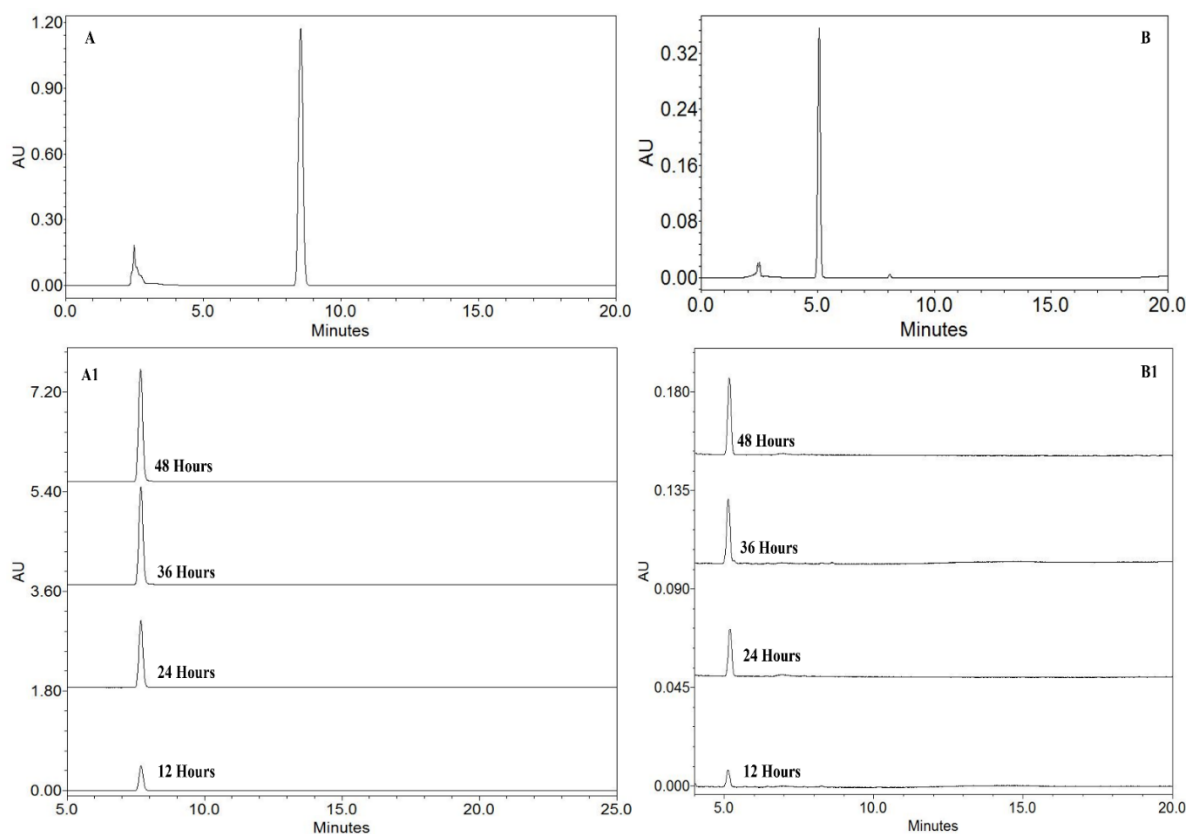 A
1.20
0.90
0.60
0.30
0.00
AU
0.0 5.0 10.0 15.0 20.0
Minutes
B
0.32
0.24
0.16
0.08
0.00
AU
0.0 5.0 10.0 15.0 20.0
Minutes
A1
7.20
5.40
3.60
1.80
0.00
AU
48 Hours
36 Hours
24 Hours
12 Hours
5.0 10.0 15.0 20.0 25.0
Minutes
B1
0.180
0.135
0.090
0.045
0.000
AU
48 Hours
36 Hours
24 Hours
12 Hours
5.0 10.0 15.0 20.0
Minutes